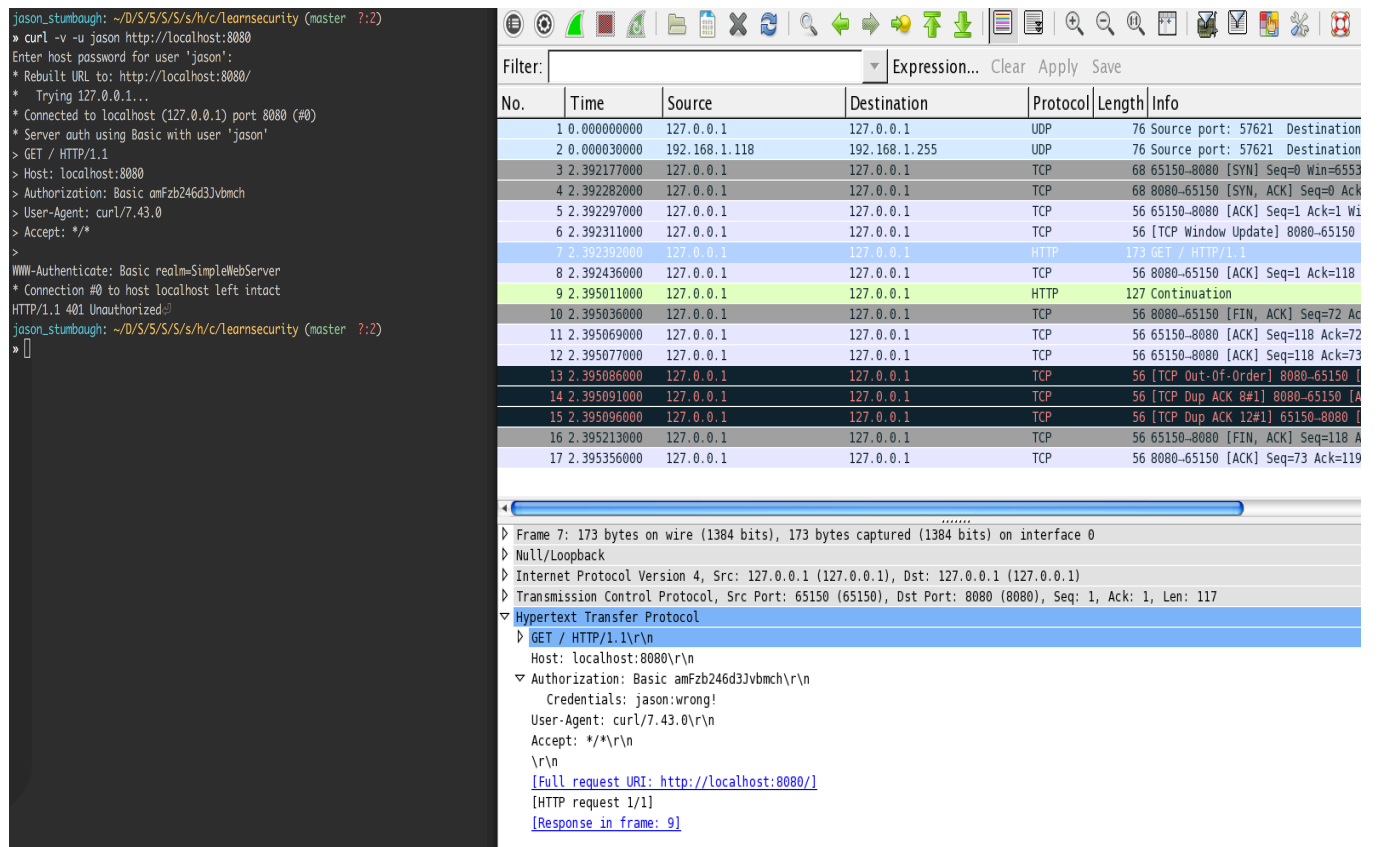 jason_stumbaugh: ~/D/S/5/S/S/s/h/c/learnsecurity (master ?:2)
» curl -v -u jason http://localhost:8080
Enter host password for user 'jason':
* Rebuilt URL to: http://localhost:8080/
* Trying 127.0.0.1...
* Connected to localhost (127.0.0.1) port 8080 (#0)
* Server auth using Basic with user 'jason'
> GET / HTTP/1.1
> Host: localhost:8080
> Authorization: Basic amFzb246d3Jvbmch
> User-Agent: curl/7.43.0
> Accept: */*
>
WWW-Authenticate: Basic realm=SimpleWebServer
* Connection #0 to host localhost left intact
HTTP/1.1 401 Unauthorized⏎
jason_stumbaugh: ~/D/S/5/S/S/s/h/c/learnsecurity (master ?:2)
»
Filter: Expression... Clear Apply Save
No. Time Source Destination Protocol Length Info
1 0.000000000 127.0.0.1 127.0.0.1 UDP 76 Source port: 57621 Destination
2 0.000030000 192.168.1.118 192.168.1.255 UDP 76 Source port: 57621 Destination
3 2.392177000 127.0.0.1 127.0.0.1 TCP 68 65150→8080 [SYN] Seq=0 Win=6553
4 2.392282000 127.0.0.1 127.0.0.1 TCP 68 8080→65150 [SYN, ACK] Seq=0 Ack
5 2.392297000 127.0.0.1 127.0.0.1 TCP 56 65150→8080 [ACK] Seq=1 Ack=1 Wi
6 2.392311000 127.0.0.1 127.0.0.1 TCP 56 [TCP Window Update] 8080→65150
7 2.392392000 127.0.0.1 127.0.0.1 HTTP 173 GET / HTTP/1.1
8 2.392436000 127.0.0.1 127.0.0.1 TCP 56 8080→65150 [ACK] Seq=1 Ack=118
9 2.395011000 127.0.0.1 127.0.0.1 HTTP 127 Continuation
10 2.395036000 127.0.0.1 127.0.0.1 TCP 56 8080→65150 [FIN, ACK] Seq=72 Ac
11 2.395069000 127.0.0.1 127.0.0.1 TCP 56 65150→8080 [ACK] Seq=118 Ack=72
12 2.395077000 127.0.0.1 127.0.0.1 TCP 56 65150→8080 [ACK] Seq=118 Ack=73
13 2.395086000 127.0.0.1 127.0.0.1 TCP 56 [TCP Out-Of-Order] 8080→65150 [
14 2.395091000 127.0.0.1 127.0.0.1 TCP 56 [TCP Dup ACK 8#1] 8080→65150 [A
15 2.395096000 127.0.0.1 127.0.0.1 TCP 56 [TCP Dup ACK 12#1] 65150→8080 [
16 2.395213000 127.0.0.1 127.0.0.1 TCP 56 65150→8080 [FIN, ACK] Seq=118 A
17 2.395356000 127.0.0.1 127.0.0.1 TCP 56 8080→65150 [ACK] Seq=73 Ack=119
Frame 7: 173 bytes on wire (1384 bits), 173 bytes captured (1384 bits) on interface 0
Null/Loopback
Internet Protocol Version 4, Src: 127.0.0.1 (127.0.0.1), Dst: 127.0.0.1 (127.0.0.1)
Transmission Control Protocol, Src Port: 65150 (65150), Dst Port: 8080 (8080), Seq: 1, Ack: 1, Len: 117
Hypertext Transfer Protocol
GET / HTTP/1.1\r\n
Host: localhost:8080\r\n
Authorization: Basic amFzb246d3Jvbmch\r\n
Credentials: jason:wrong!
User-Agent: curl/7.43.0\r\n
Accept: */*\r\n
\r\n
[Full request URI: http://localhost:8080/]
[HTTP request 1/1]
[Response in frame: 9]